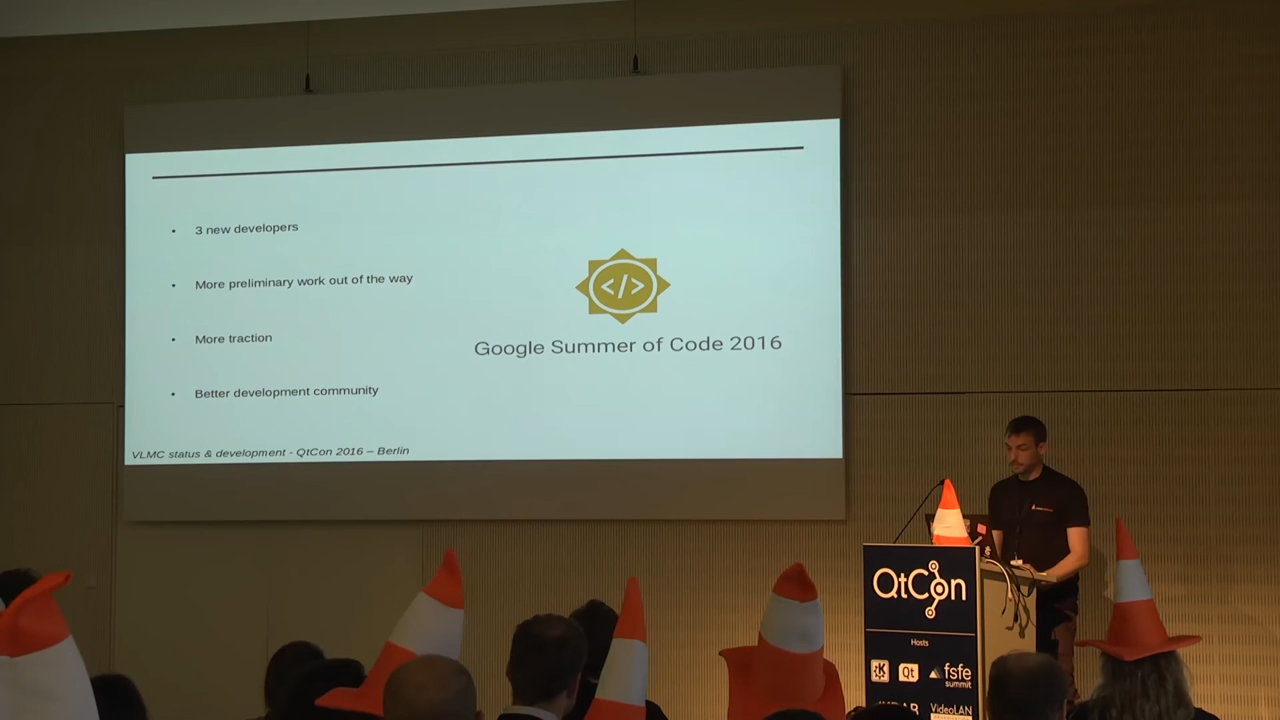 3 new developers
More preliminary work out of the way
More traction
Better development community
</>
Google Summer of Code 2016
VLMC status & development - QtCon 2016 – Berlin
QtCon
Hosts
Qt
fsfe
summit
VideoLAN